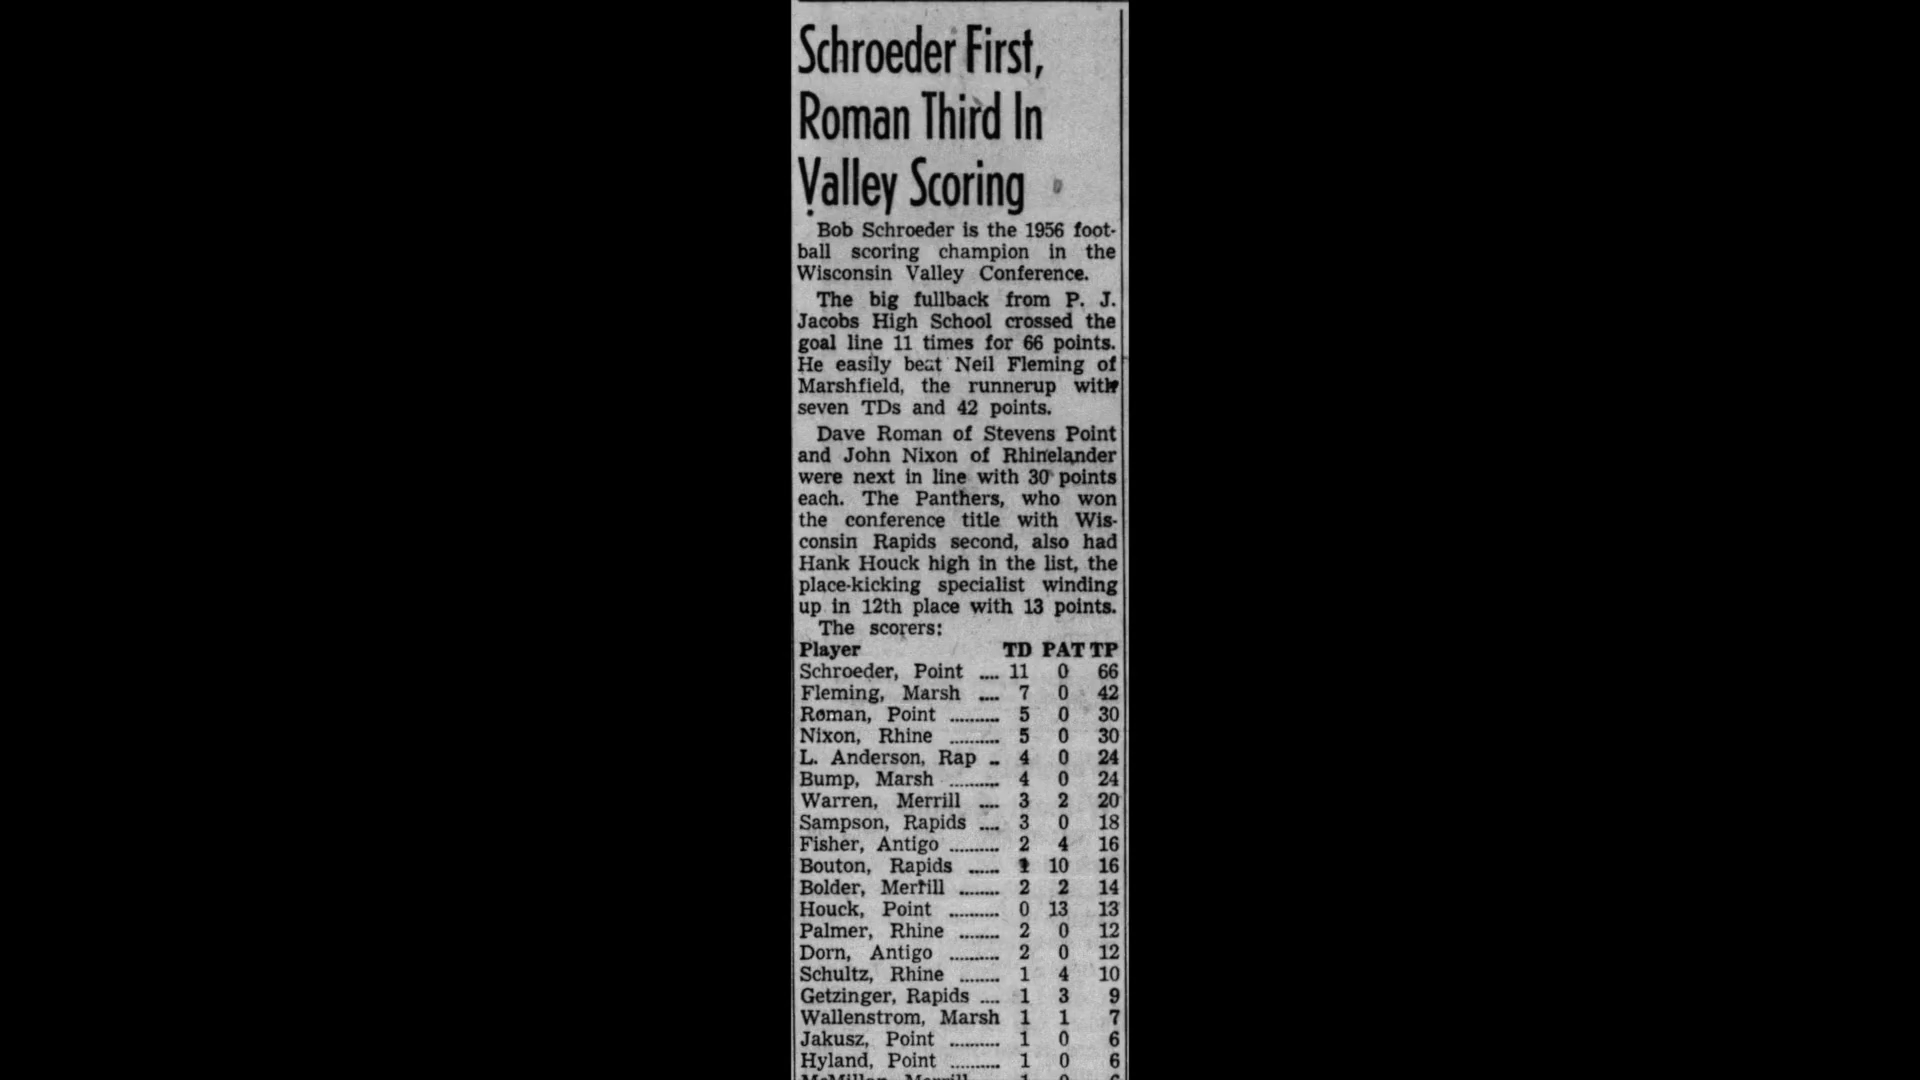 Schroeder First,
Roman Third In
Valley Scoring
Bob Schroeder is the 1956 foot-
ball scoring champion in the
Wisconsin Valley Conference.
The big fullback from P. J.
Jacobs High School crossed the
goal line 11 times for 66 points.
He easily beat Neil Fleming of
Marshfield, the runnerup with
seven TDs and 42 points.
Dave Roman of Stevens Point
and John Nixon of Rhinelander
were next in line with 30 points
each. The Panthers, who won
the conference title with Wis-
consin Rapids second, also had
Hank Houck high in the list, the
place-kicking specialist winding
up in 12th place with 13 points.
The scorers:
Player TD PAT TP
Schroeder, Point .... 11 0 66
Fleming, Marsh .... 7 0 42
Roman, Point .......... 5 0 30
Nixon, Rhine .......... 5 0 30
L. Anderson, Rap .. 4 0 24
Bump, Marsh .......... 4 0 24
Warren, Merrill .... 3 2 20
Sampson, Rapids .... 3 0 18
Fisher, Antigo .......... 2 4 16
Bouton, Rapids ...... 1 10 16
Bolder, Merrill ........ 2 2 14
Houck, Point .......... 0 13 13
Palmer, Rhine ........ 2 0 12
Dorn, Antigo .......... 2 0 12
Schultz, Rhine ........ 1 4 10
Getzinger, Rapids .... 1 3 9
Wallenstrom, Marsh 1 1 7
Jakusz, Point .......... 1 0 6
Hyland, Point .......... 1 0 6